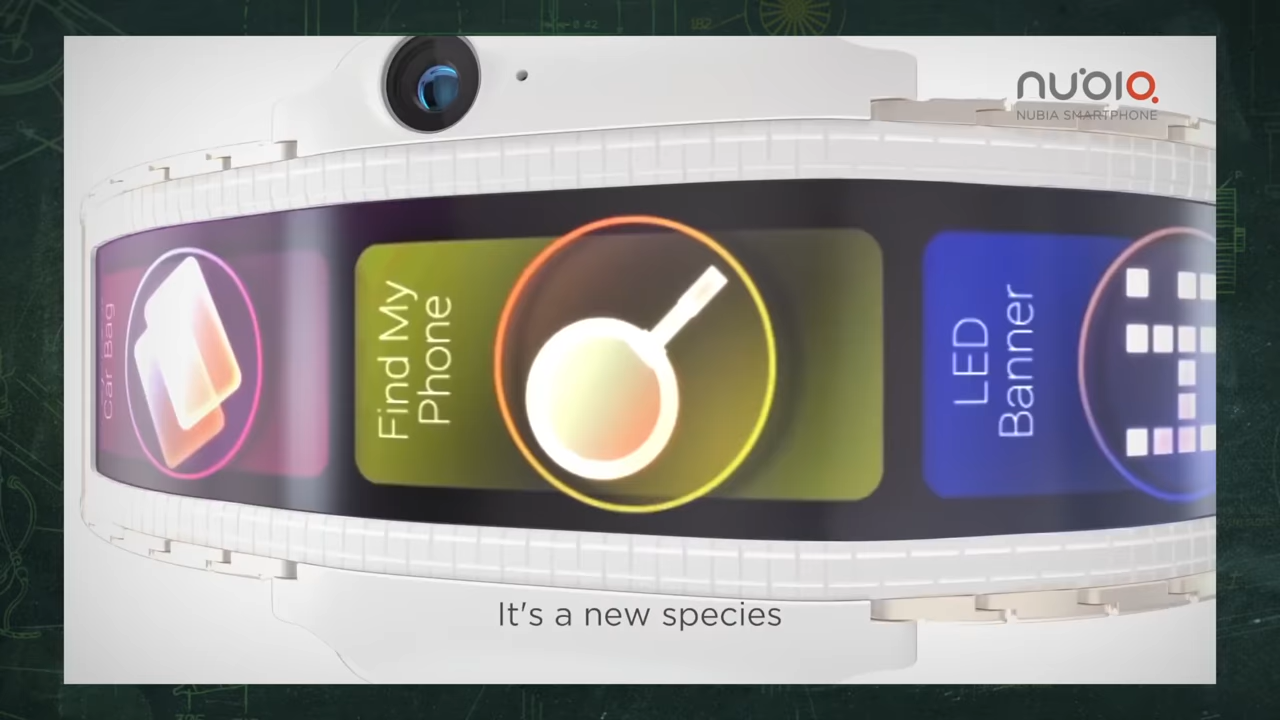 nubia
NUBIA SMARTPHONE
Car Bag
Find My
Phone
LED
Banner
It's a new species